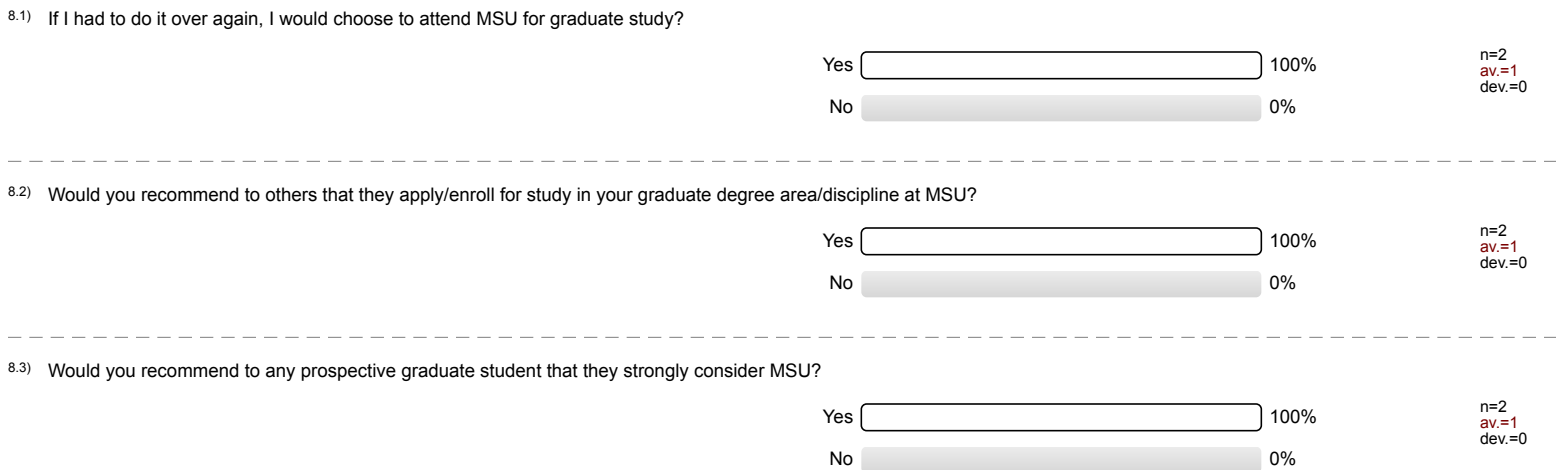 8.1) If I had to do it over again, I would choose to attend MSU for graduate study?
Yes 100%
n=2
av.=1
dev.=0
No 0%
8.2) Would you recommend to others that they apply/enroll for study in your graduate degree area/discipline at MSU?
Yes 100%
n=2
av.=1
dev.=0
No 0%
8.3) Would you recommend to any prospective graduate student that they strongly consider MSU?
Yes 100%
n=2
av.=1
dev.=0
No 0%